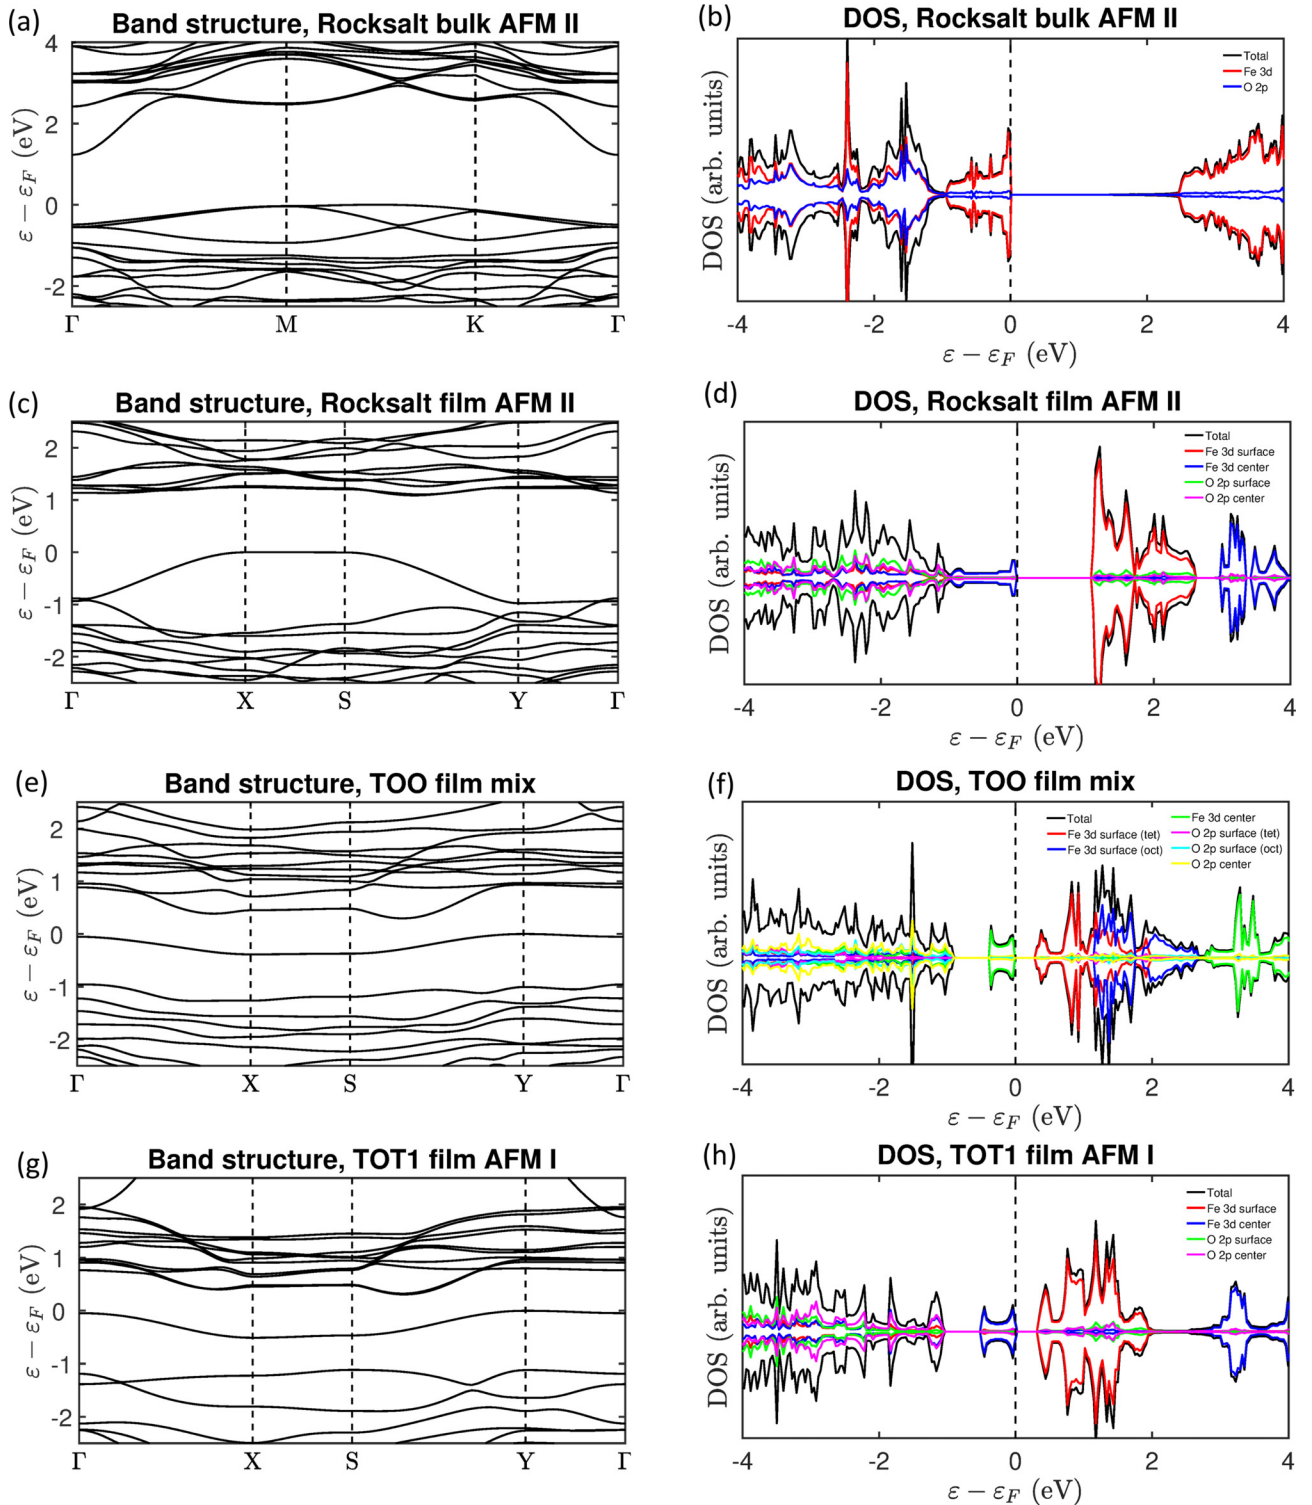 (a)
Band structure, Rocksalt bulk AFM II
4
2
0
-2
ε − ε_F (eV)
Γ M K Γ
(b)
DOS, Rocksalt bulk AFM II
DOS (arb. units)
Total
Fe 3d
O 2p
-4 -2 0 2 4
ε − ε_F (eV)
(c)
Band structure, Rocksalt film AFM II
2
1
0
-1
-2
ε − ε_F (eV)
Γ X S Y Γ
(d)
DOS, Rocksalt film AFM II
DOS (arb. units)
Total
Fe 3d surface
Fe 3d center
O 2p surface
O 2p center
-4 -2 0 2 4
ε − ε_F (eV)
(e)
Band structure, TOO film mix
2
1
0
-1
-2
ε − ε_F (eV)
Γ X S Y Γ
(f)
DOS, TOO film mix
DOS (arb. units)
Total
Fe 3d surface (tet)
Fe 3d surface (oct)
Fe 3d center
O 2p surface (tet)
O 2p surface (oct)
O 2p center
-4 -2 0 2 4
ε − ε_F (eV)
(g)
Band structure, TOT1 film AFM I
2
1
0
-1
-2
ε − ε_F (eV)
Γ X S Y Γ
(h)
DOS, TOT1 film AFM I
DOS (arb. units)
Total
Fe 3d surface
Fe 3d center
O 2p surface
O 2p center
-4 -2 0 2 4
ε − ε_F (eV)